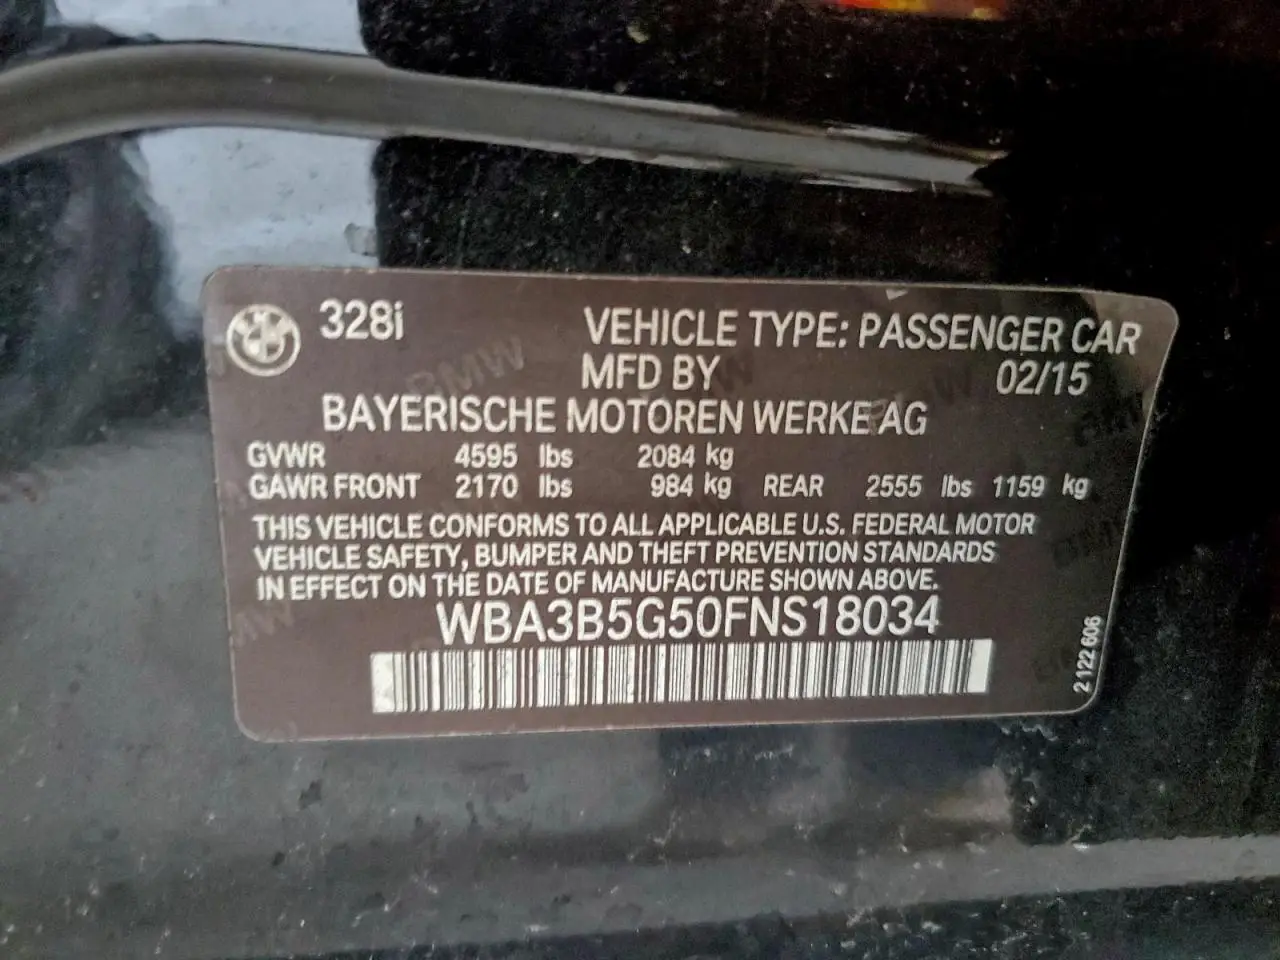 328i VEHICLE TYPE: PASSENGER CAR
MFD BY 02/15
BAYERISCHE MOTOREN WERKE AG
GVWR 4595 lbs 2084 kg
GAWR FRONT 2170 lbs 984 kg REAR 2555 lbs 1159 kg
THIS VEHICLE CONFORMS TO ALL APPLICABLE U.S. FEDERAL MOTOR
VEHICLE SAFETY, BUMPER AND THEFT PREVENTION STANDARDS
IN EFFECT ON THE DATE OF MANUFACTURE SHOWN ABOVE.
WBA3B5G50FNS18034
2122606